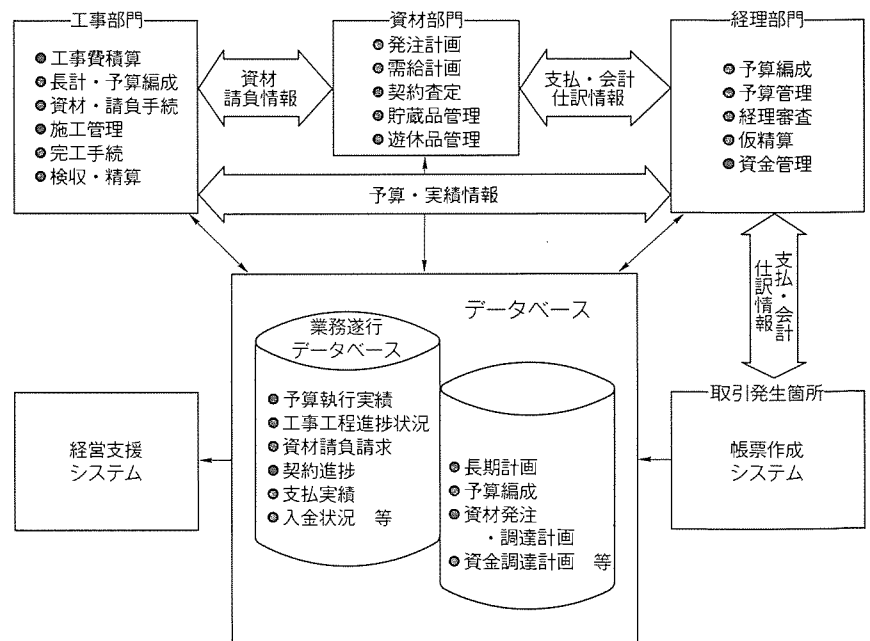 工事部門
●工事費積算
●長計・予算編成
●資材・請負手続
●施工管理
●完工手続
●検収・精算
資材
請負情報
資材部門
●発注計画
●需給計画
●契約査定
●貯蔵品管理
●遊休品管理
支払・会計
仕訳情報
経理部門
●予算編成
●予算管理
●経理審査
●仮精算
●資金管理
予算・実績情報
支払・会計
仕訳情報
データベース
業務遂行
データベース
●予算執行実績
●工事工程進捗状況
●資材請負請求
●契約進捗
●支払実績
●入金状況 等
●長期計画
●予算編成
●資材発注
・調達計画
●資金調達計画 等
経営支援
システム
取引発生箇所
帳票作成
システム